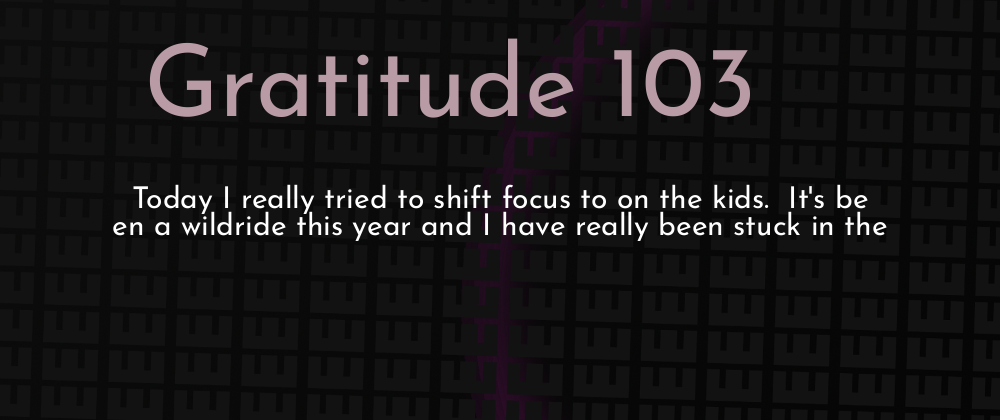 Gratitude 103
Today I really tried to shift focus to on the kids.  It's be
en a wildride this year and I have really been stuck in the